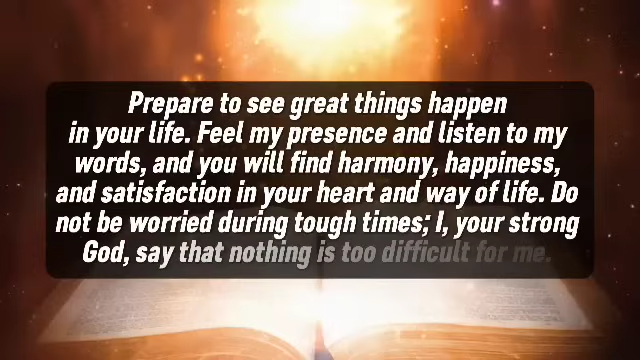 Prepare to see great things happen
in your life. Feel my presence and listen to my
words, and you will find harmony, happiness,
and satisfaction in your heart and way of life. Do
not be worried during tough times; I, your strong
God, say that nothing is too difficult for me.